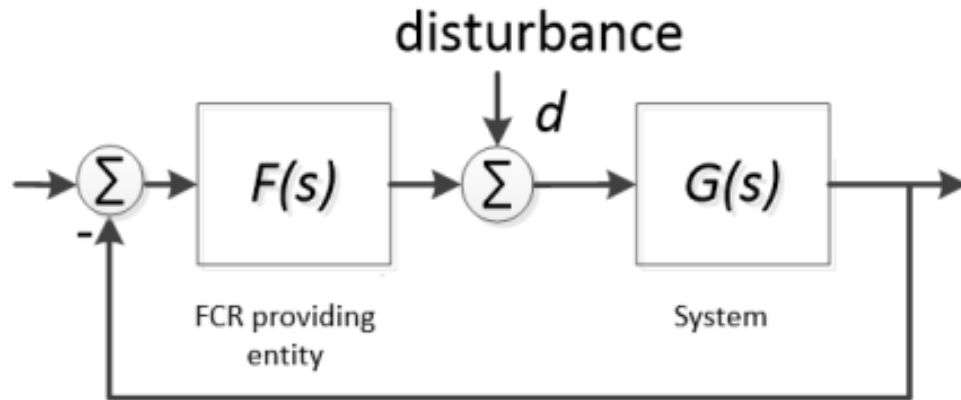 disturbance
d
Σ
F(s)
Σ
G(s)
-
FCR providing
entity
System